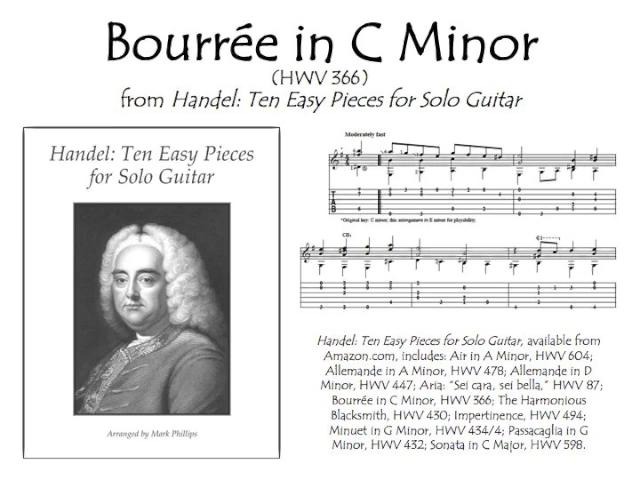 Bourrée in C Minor
(HWV 366)
from Handel: Ten Easy Pieces for Solo Guitar
Handel: Ten Easy Pieces
for Solo Guitar
Arranged by Mark Phillips
Moderately fast
*Original key: C minor; this arrangement in E minor for playability.
Handel: Ten Easy Pieces for Solo Guitar, available from
Amazon.com, includes: Air in A Minor, HWV 604;
Allemande in A Minor, HWV 478; Allemande in D
Minor, HWV 447; Aria: "Sei cara, sei bella," HWV 87;
Bourrée in C Minor, HWV 366; The Harmonious
Blacksmith, HWV 430; Impertinence, HWV 494;
Minuet in G Minor, HWV 434/4; Passacaglia in G
Minor, HWV 432; Sonata in C Major, HWV 598.